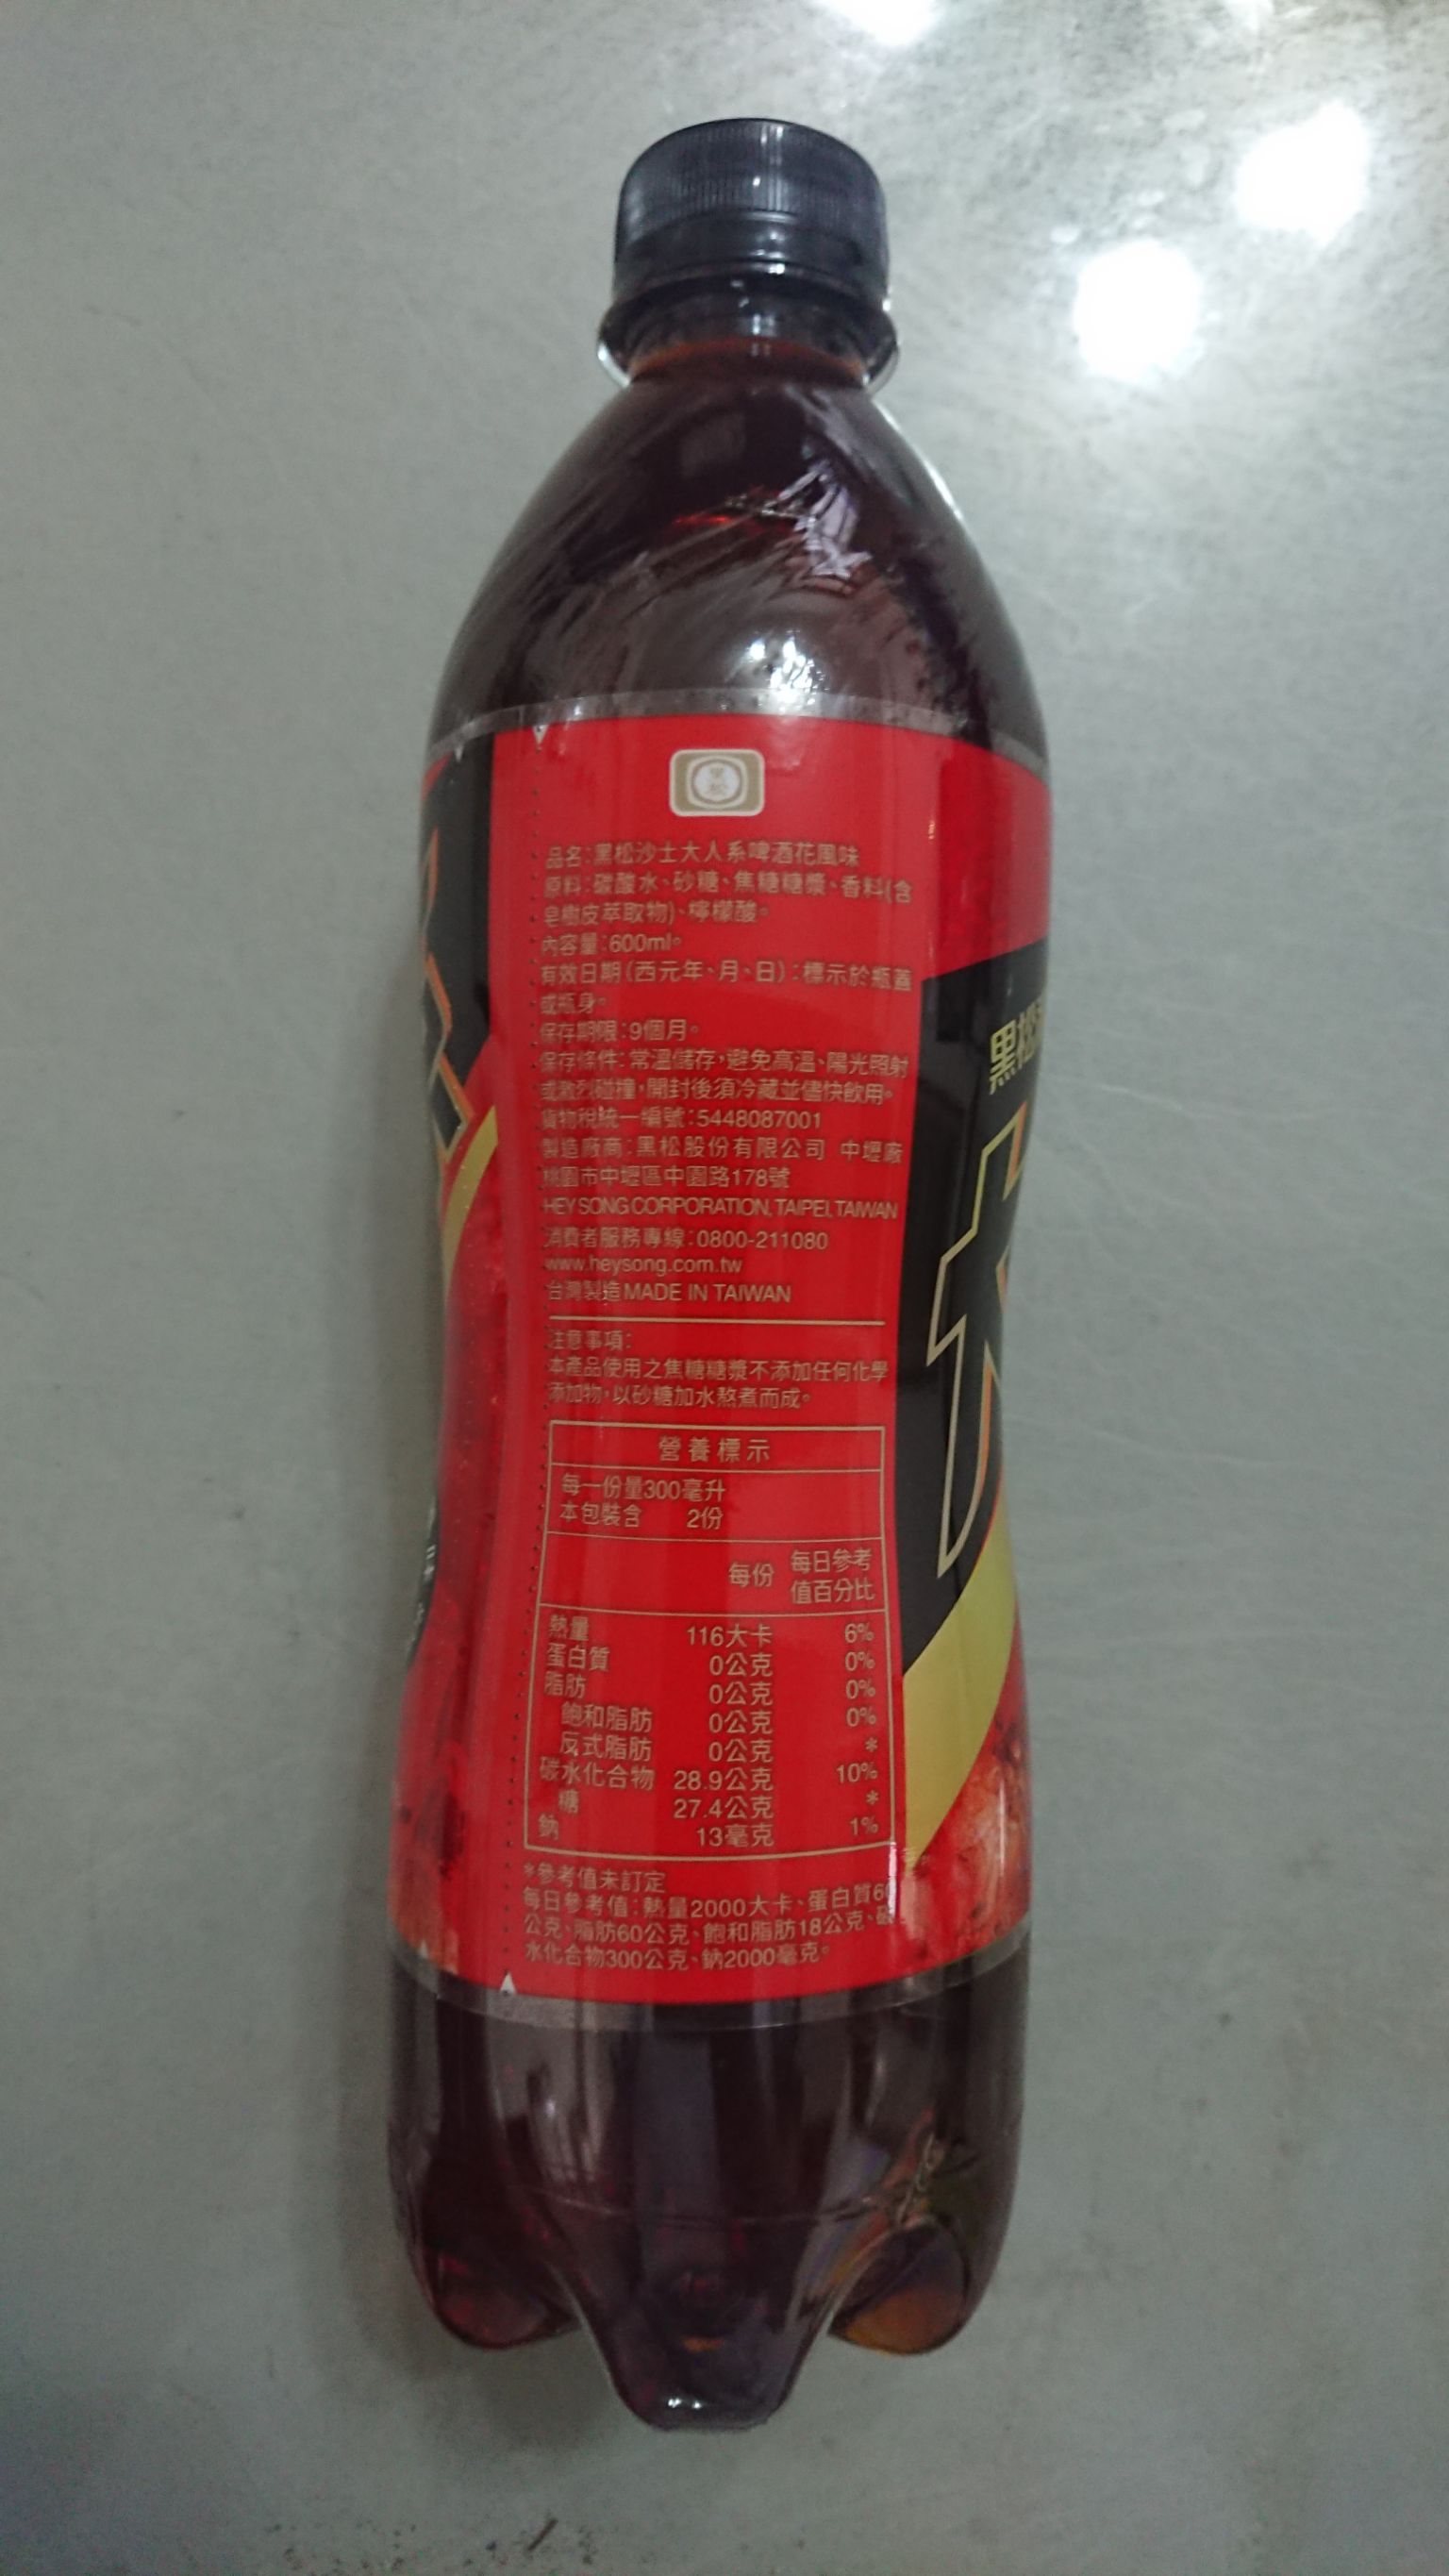 黑松
品名:黑松沙士大人系啤酒花風味
原料:碳酸水、砂糖、焦糖糖漿、香料(含
皂樹皮萃取物)、檸檬酸。
內容量:600ml。
有效日期(西元年、月、日):標示於瓶蓋
或瓶身。
保存期限:9個月。
保存條件:常溫儲存,避免高溫、陽光照射
或激烈碰撞,開封後須冷藏並儘快飲用。
貨物稅統一編號:5448087001
製造廠商:黑松股份有限公司 中壢廠
桃園市中壢區中園路178號
HEY SONG CORPORATION, TAIPEI, TAIWAN
消費者服務專線:0800-211080
www.heysong.com.tw
台灣製造MADE IN TAIWAN
注意事項:
本產品使用之焦糖糖漿不添加任何化學
添加物,以砂糖加水熬煮而成。
營養標示
每一份量300毫升
本包裝含 2份
每份 每日參考
值百分比
熱量 116大卡 6%
蛋白質 0公克 0%
脂肪 0公克 0%
飽和脂肪 0公克 0%
反式脂肪 0公克 *
碳水化合物 28.9公克 10%
糖 27.4公克 *
鈉 13毫克 1%
*參考值未訂定
每日參考值:熱量2000大卡、蛋白質60
公克、脂肪60公克、飽和脂肪18公克、碳
水化合物300公克、鈉2000毫克。
黑松